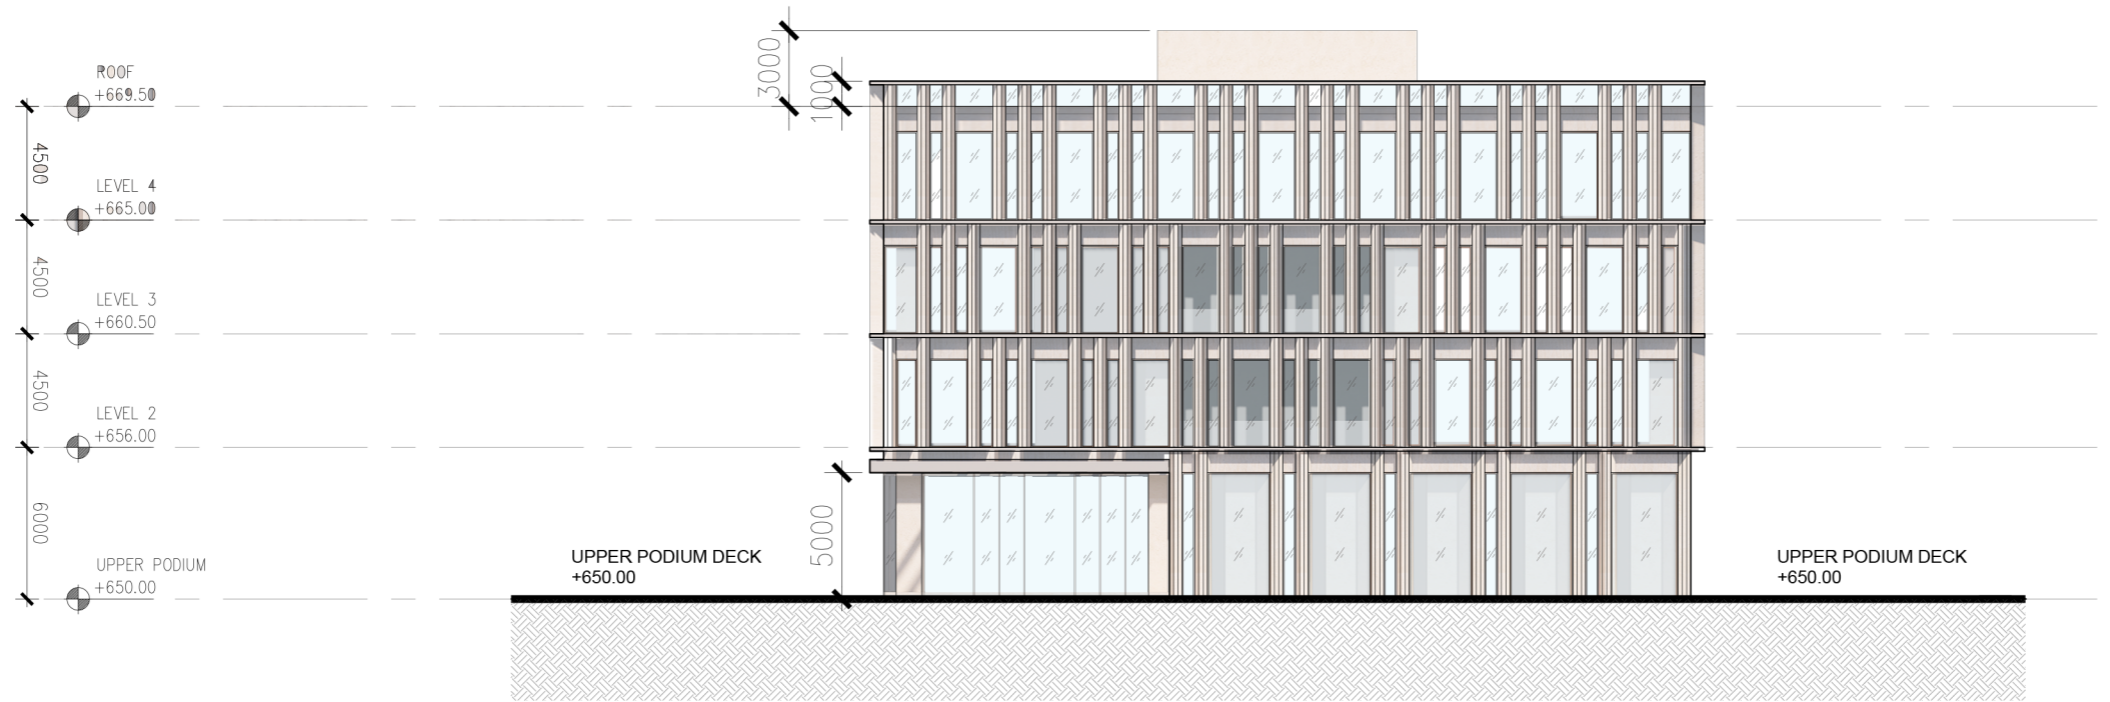 3000
1000
ROOF
+669.50
4500
LEVEL 4
+665.00
4500
LEVEL 3
+660.50
4500
LEVEL 2
+656.00
6000
5000
UPPER PODIUM
+650.00
UPPER PODIUM DECK
+650.00
UPPER PODIUM DECK
+650.00